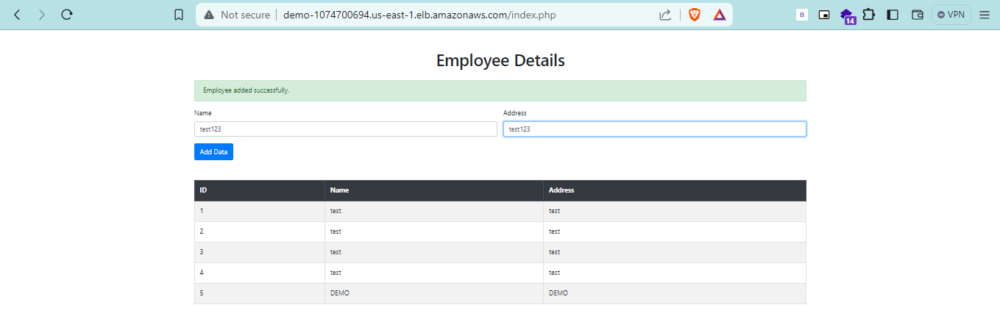 Not secure demo-1074700694.us-east-1.elb.amazonaws.com/index.php B 14 VPN
Employee Details
Employee added successfully.
Name Address
test123 test123
Add Data
ID Name Address
1 test test
2 test test
3 test test
4 test test
5 DEMO DEMO